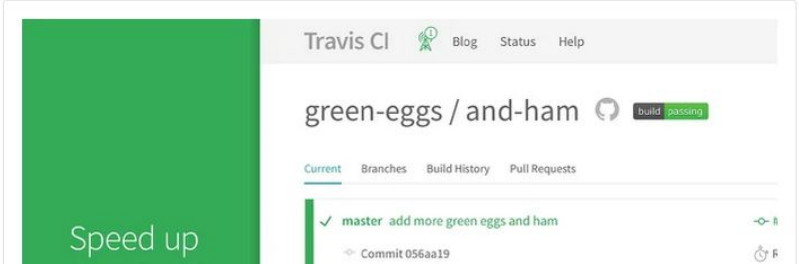 Travis CI 1 Blog Status Help
green-eggs / and-ham build passing
Current Branches Build History Pull Requests
master add more green eggs and ham
Commit 056aa19
Speed up